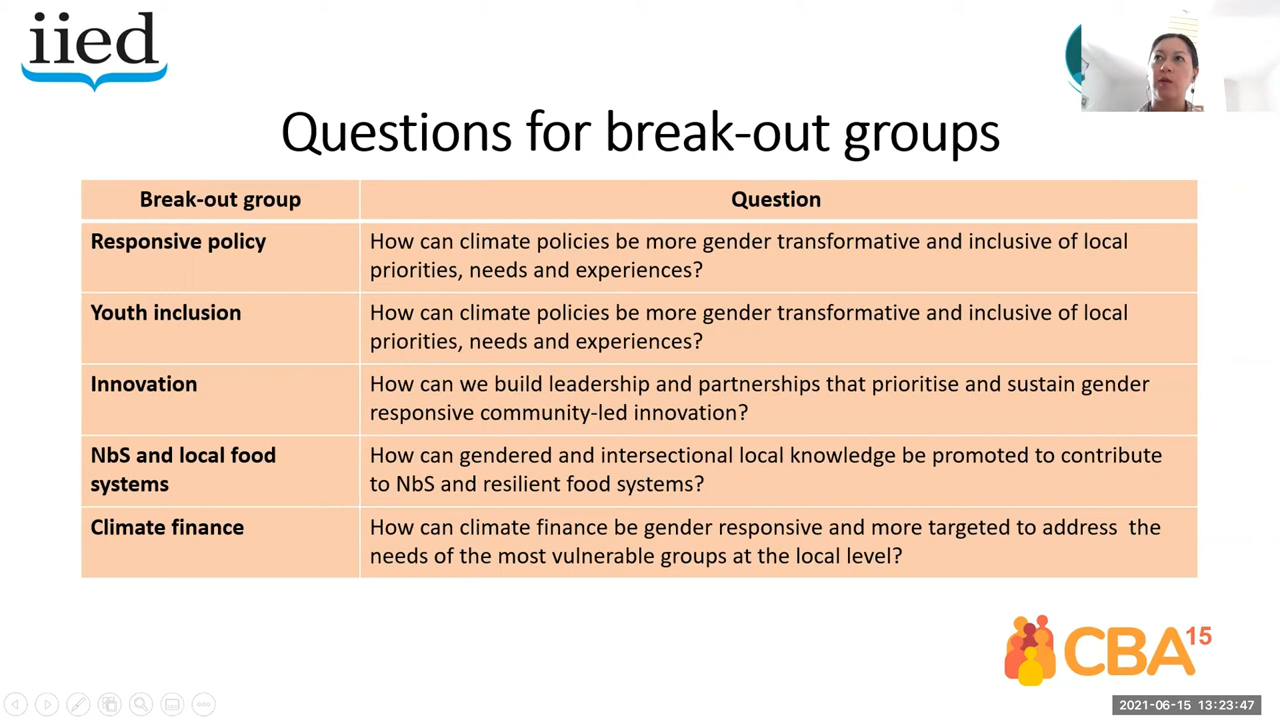 iied
Questions for break-out groups
Break-out group
Question
Responsive policy
How can climate policies be more gender transformative and inclusive of local
priorities, needs and experiences?
Youth inclusion
How can climate policies be more gender transformative and inclusive of local
priorities, needs and experiences?
Innovation
How can we build leadership and partnerships that prioritise and sustain gender
responsive community-led innovation?
NbS and local food
systems
How can gendered and intersectional local knowledge be promoted to contribute
to NbS and resilient food systems?
Climate finance
How can climate finance be gender responsive and more targeted to address the
needs of the most vulnerable groups at the local level?
CBA15
2021-06-15 13:23:47